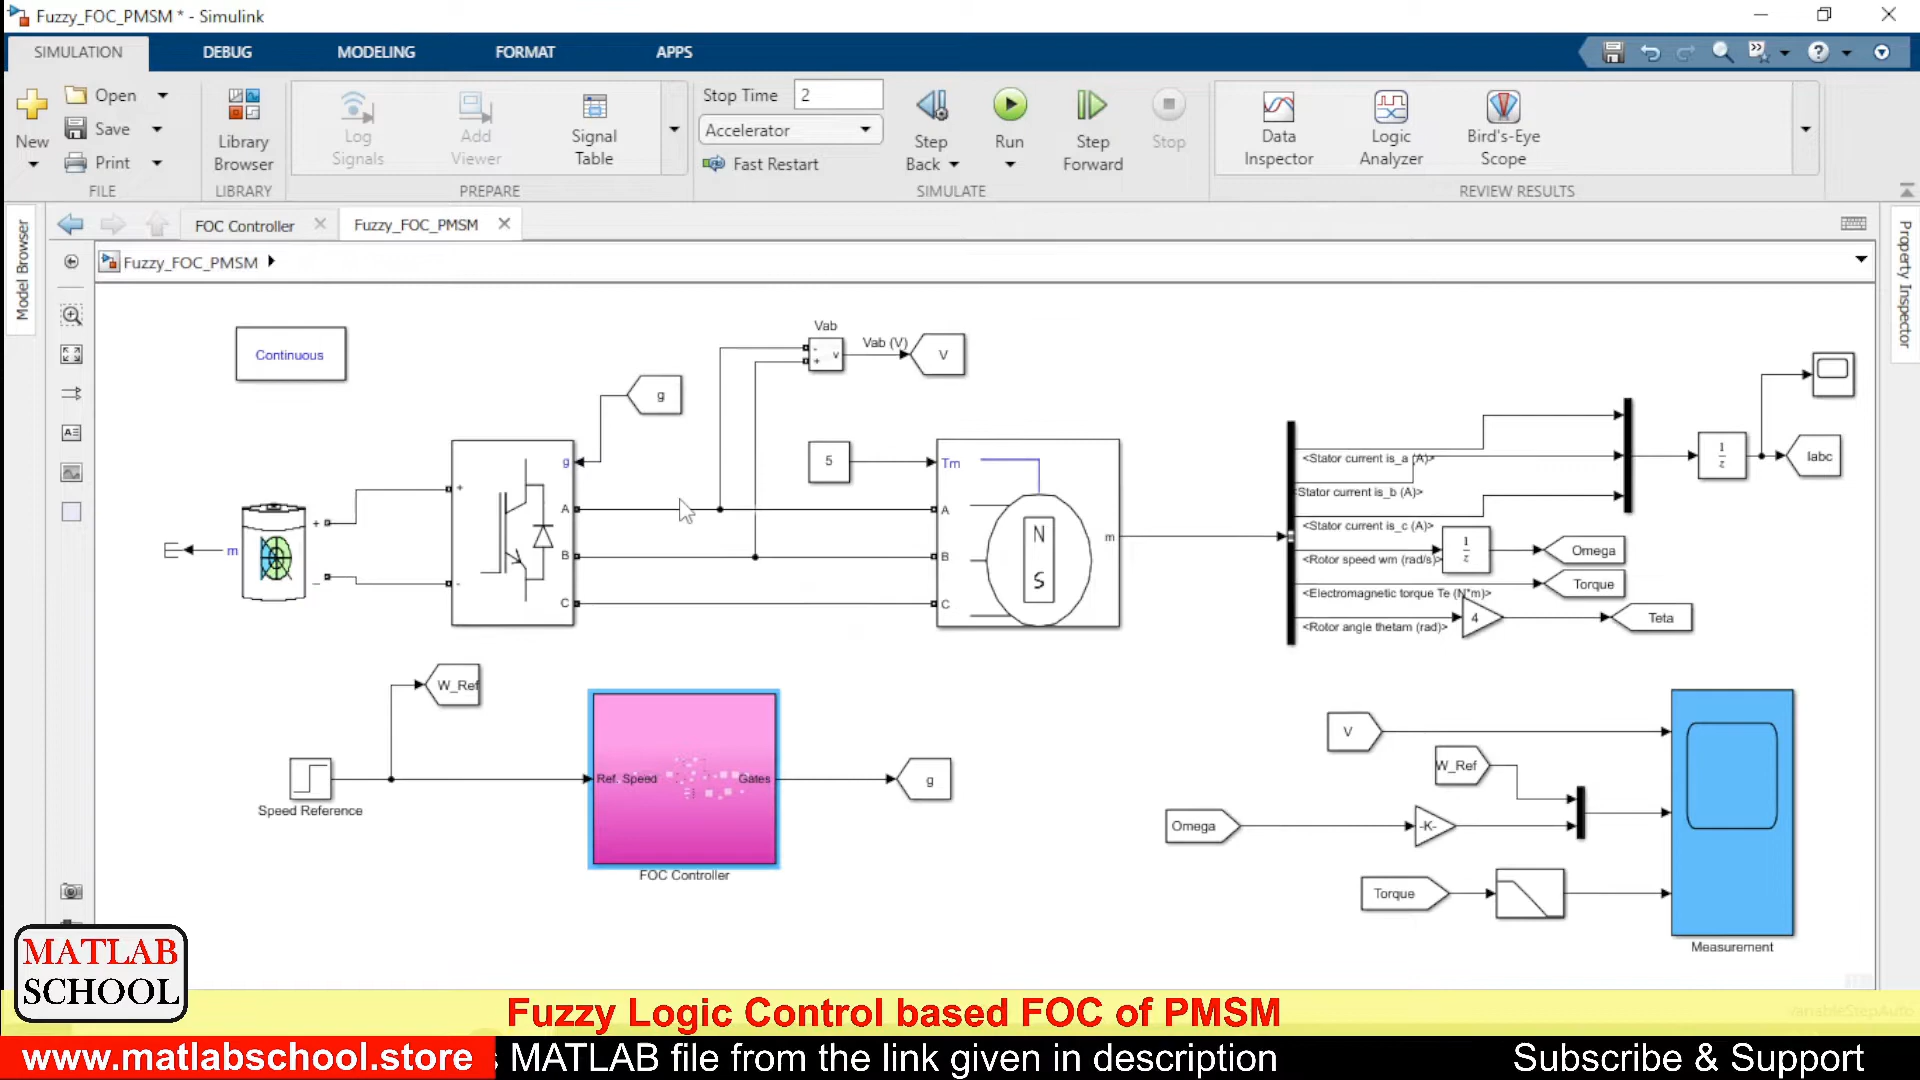 Fuzzy_FOC_PMSM * - Simulink
SIMULATION
DEBUG
MODELING
FORMAT
APPS
New
Open
Save
Print
FILE
Library
Browser
LIBRARY
Log
Signals
Add
Viewer
Signal
Table
PREPARE
Stop Time 2
Accelerator
Fast Restart
Step
Back
Run
Step
Forward
Stop
SIMULATE
Data
Inspector
Logic
Analyzer
Bird's-Eye
Scope
REVIEW RESULTS
Model Browser
FOC Controller
Fuzzy_FOC_PMSM
Fuzzy_FOC_PMSM
Property Inspector
Continuous
Vab
- v
+
Vab (V)
V
g
g
+
-
A
B
C
m
+
–
5
Tm
A
B
C
N
S
m
<Stator current is_a (A)>
Stator current is_b (A)>
<Stator current is_c (A)>
<Rotor speed wm (rad/s)>
<Electromagnetic torque Te (N*m)>
<Rotor angle thetam (rad)>
1
z
Iabc
1
z
Omega
Torque
4
Teta
W_Ref
Speed Reference
Ref. Speed
Gates
FOC Controller
g
V
W_Ref
Omega
-K-
Torque
Measurement
MATLAB
SCHOOL
VariableStepAuto
Fuzzy Logic Control based FOC of PMSM
www.matlabschool.store
s MATLAB file from the link given in description
Subscribe & Support